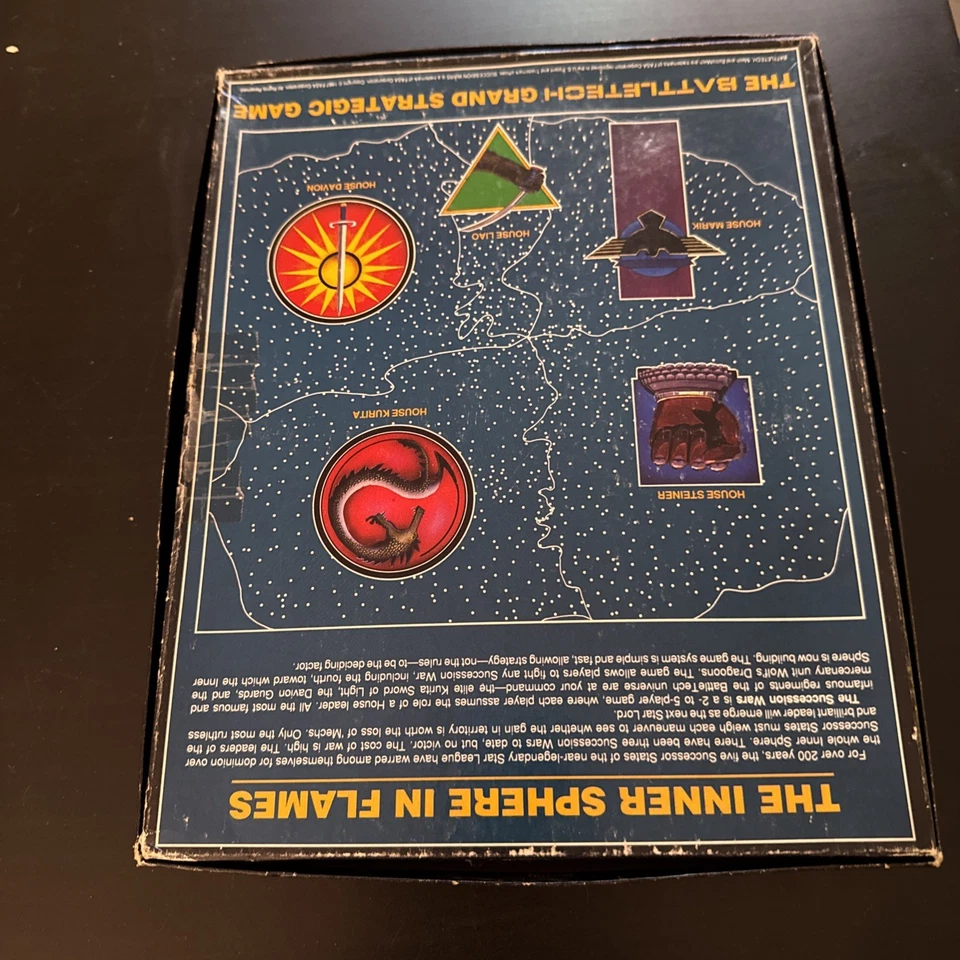 THE INNER SPHERE IN FLAMES
For over 200 years, the five Successor States of the near-legendary Star League have warred among themselves for dominion over
the whole Inner Sphere. There have been three Succession Wars to date, but no victor. The cost of war is high. The leaders of the
Successor States must weigh each maneuver to see whether the gain in territory is worth the loss of Mechs. Only the most ruthless
and brilliant leader will emerge as the next Star Lord.
The Succession Wars is a 2- to 5-player game, where each player assumes the role of a House leader. All the most famous and
infamous regiments of the BattleTech universe are at your command—the elite Kurita Sword of Light, the Davion Guards, and the
mercenary unit Wolf's Dragoons. The game allows players to fight any Succession War, including the fourth, toward which the Inner
Sphere is now building. The game system is simple and fast, allowing strategy—not the rules—to be the deciding factor.
HOUSE STEINER
HOUSE KURITA
HOUSE MARIK
HOUSE LIAO
HOUSE DAVION
THE BATTLETECH GRAND STRATEGIC GAME